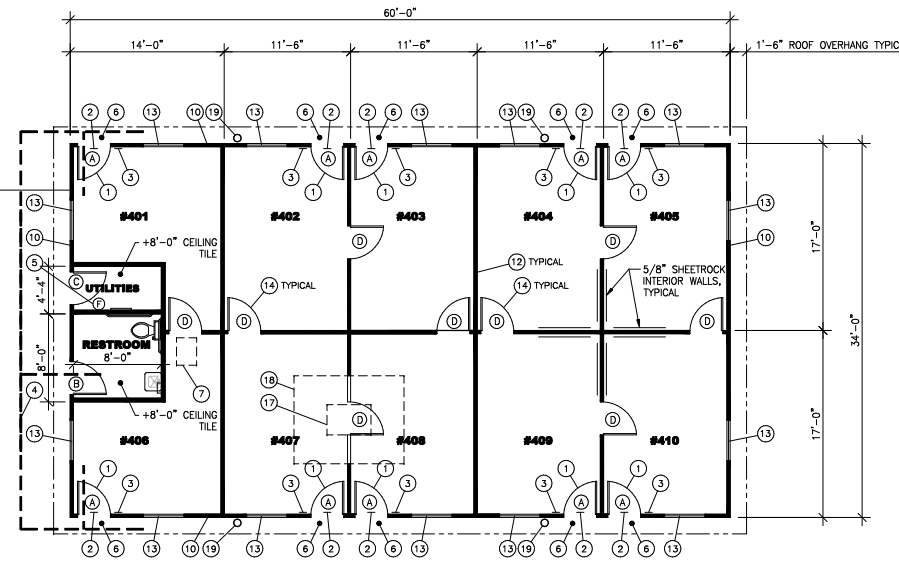 60'-0"
14'-0" 11'-6" 11'-6" 11'-6" 11'-6" 1'-6" ROOF OVERHANG TYPIC
2 6 13 10 19 13 6 2 2 6 13 13 19 6 2 2 6 13
A A A A A
1 3 3 1 1 3 3 1 1 3
13 13
#401 #402 #403 #404 #405
10 +8'-0" CEILING D D 10 17'-0"
TILE
5 12 TYPICAL 5/8" SHEETROCK
C 14 TYPICAL 14 TYPICAL INTERIOR WALLS,
UTILITIES TYPICAL
4'-4" F
D D D D D
RESTROOM 34'-0"
8'-0" 8'-0"
7
18
4 B 17
+8'-0" CEILING D D
TILE
13 #406 #407 #408 #409 #410 13 17'-0"
1 3 3 1 1 3 3 1 1 3
A A A A A
2 6 13 10 19 13 6 2 2 6 13 13 19 6 2 2 6 13